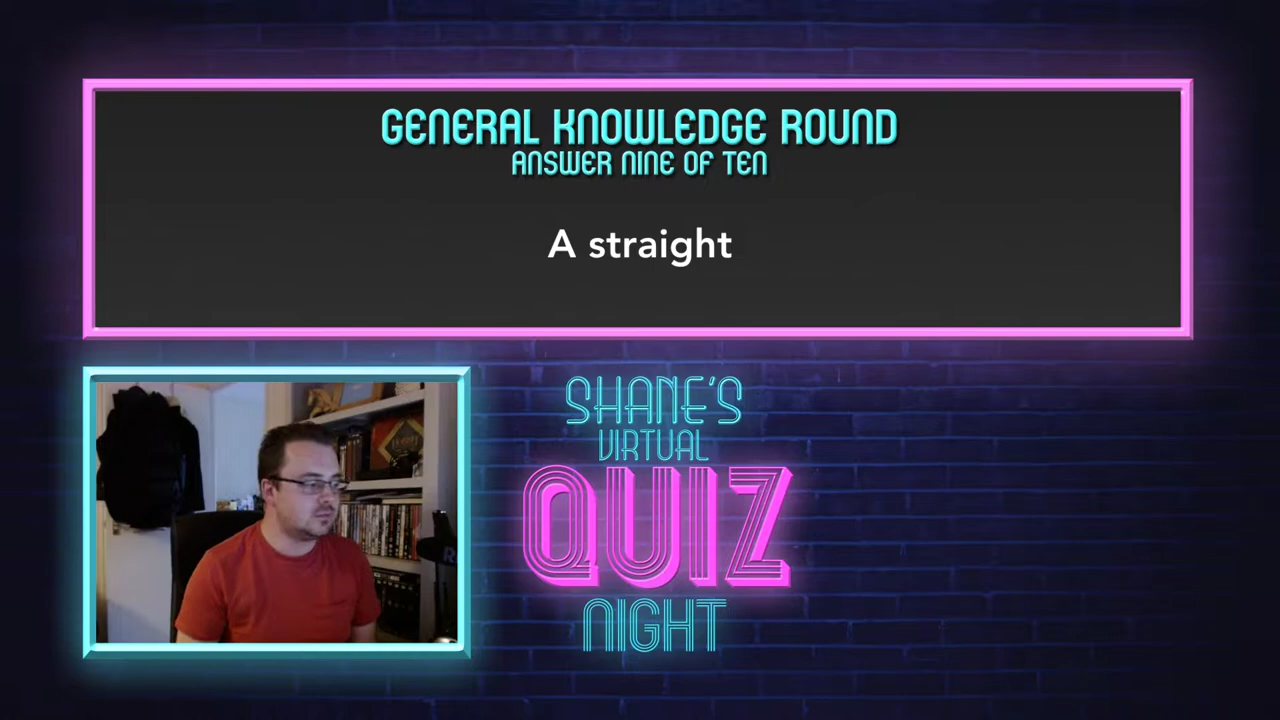 GENERAL KNOWLEDGE ROUND
ANSWER NINE OF TEN
A straight
SHANE'S
VIRTUAL
QUIZ
NIGHT